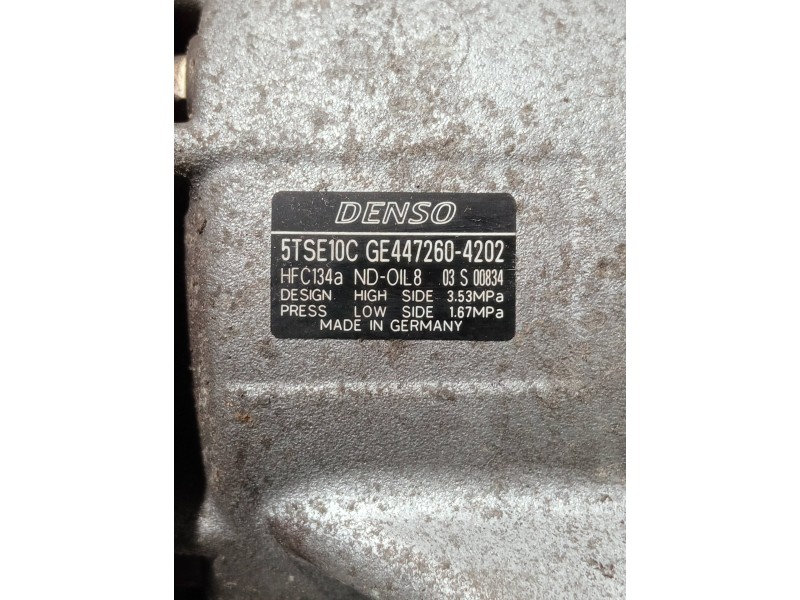 DENSO
5TSE10C GE447260-4202
HFC134a ND-OIL8 03 S 00834
DESIGN HIGH SIDE 3.53MPa
PRESS LOW SIDE 1.67MPa
MADE IN GERMANY